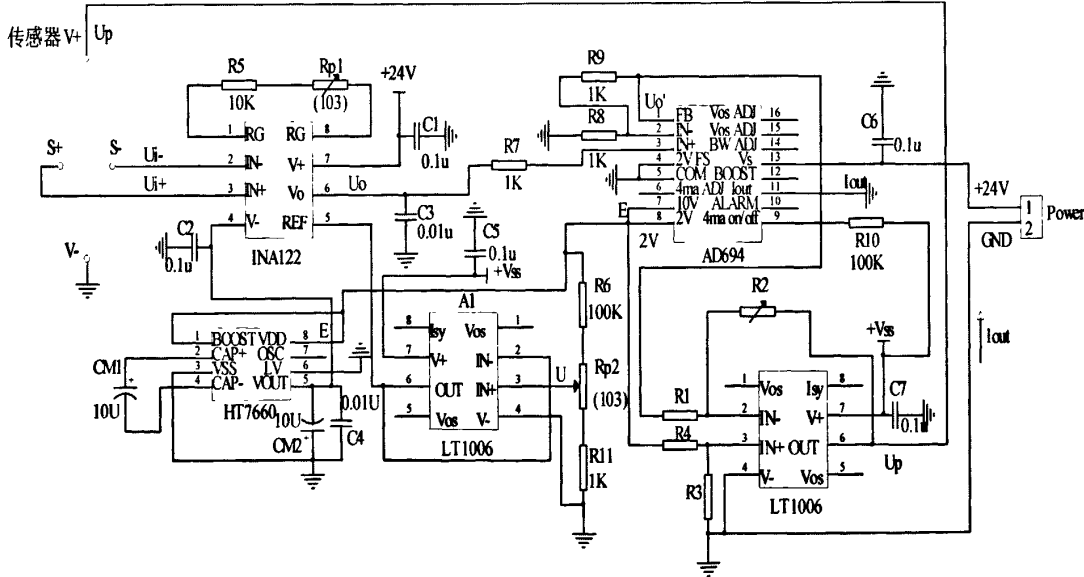 传感器 V+
Up
R5
10K
Rp1
(103)
+24V
C1
0.1u
1
RG
RG
8
S+
S-
Ui-
Ui+
2
IN-
V+
7
3
IN+
Vo
6
Uo
4
V-
REF
5
INA122
C2
0.1u
V-
C3
0.01u
C5
0.1u
+Vss
R7
1K
R9
1K
R8
1K
Uo'
1
FB
Vos ADJ
16
2
IN-
Vos ADJ
15
3
IN+
BW ADJ
14
4
2V FS
Vs
13
5
COM
BOOST
12
6
4ma ADJ
Iout
11
7
10V
ALARM
10
8
2V
4ma on/off
9
E
2V
AD694
C6
0.1u
Iout
+24V
1
2
Power
GND
R10
100K
1
BOOST
VDD
8
2
CAP+
OSC
7
3
VSS
LV
6
4
CAP-
VOUT
5
E
HT7660
CM1
+
10U
10U
CM2
+
0.01U
C4
A1
8
Isy
Vos
1
7
V+
IN-
2
6
OUT
IN+
3
5
Vos
V-
4
LT1006
U
R6
100K
Rp2
(103)
R11
1K
R2
R1
R4
R3
+Vss
C7
0.1u
1
Vos
Isy
8
2
IN-
V+
7
3
IN+
OUT
6
4
V-
Vos
5
Up
LT1006
Iout